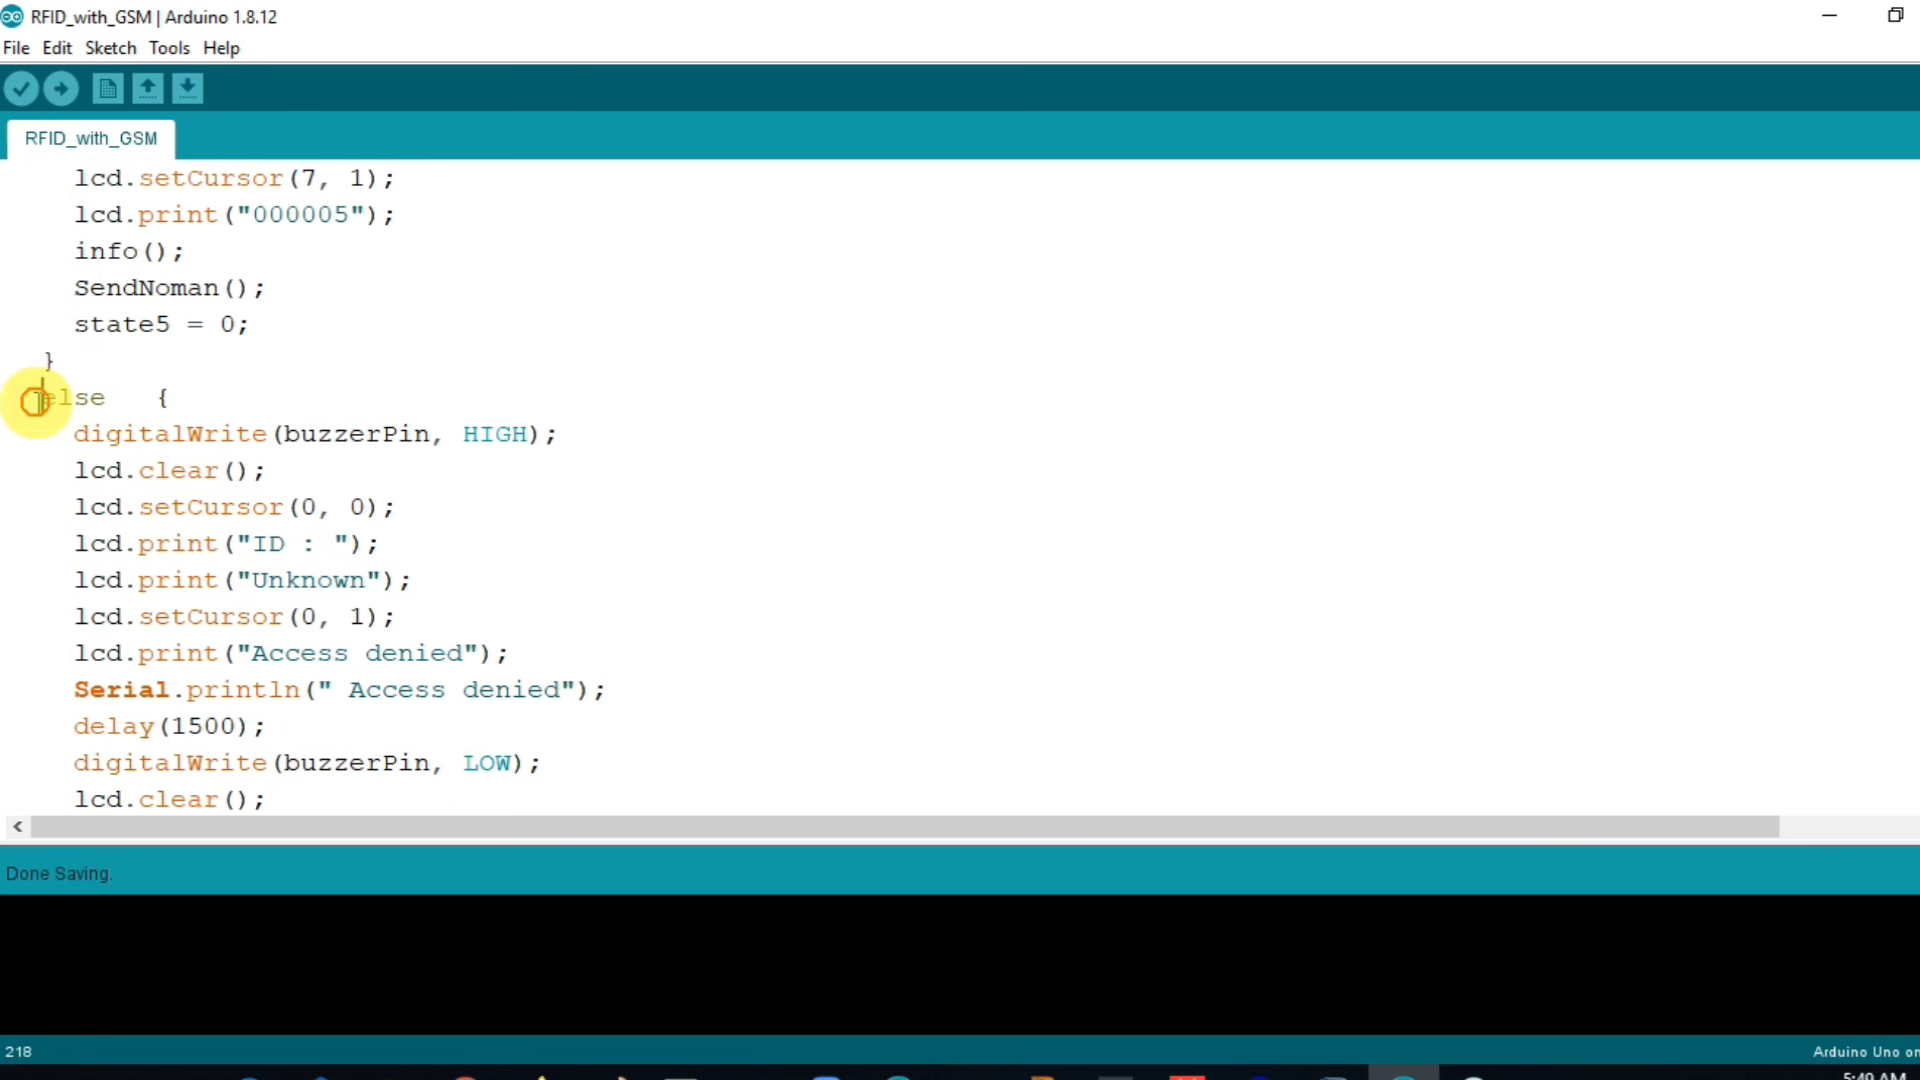 RFID_with_GSM | Arduino 1.8.12
File Edit Sketch Tools Help
RFID_with_GSM
lcd.setCursor(7, 1);
lcd.print("000005");
info();
SendNoman();
state5 = 0;
}
else   {
digitalWrite(buzzerPin, HIGH);
lcd.clear();
lcd.setCursor(0, 0);
lcd.print("ID : ");
lcd.print("Unknown");
lcd.setCursor(0, 1);
lcd.print("Access denied");
Serial.println(" Access denied");
delay(1500);
digitalWrite(buzzerPin, LOW);
lcd.clear();
Done Saving.
218
Arduino Uno on
5:49 AM